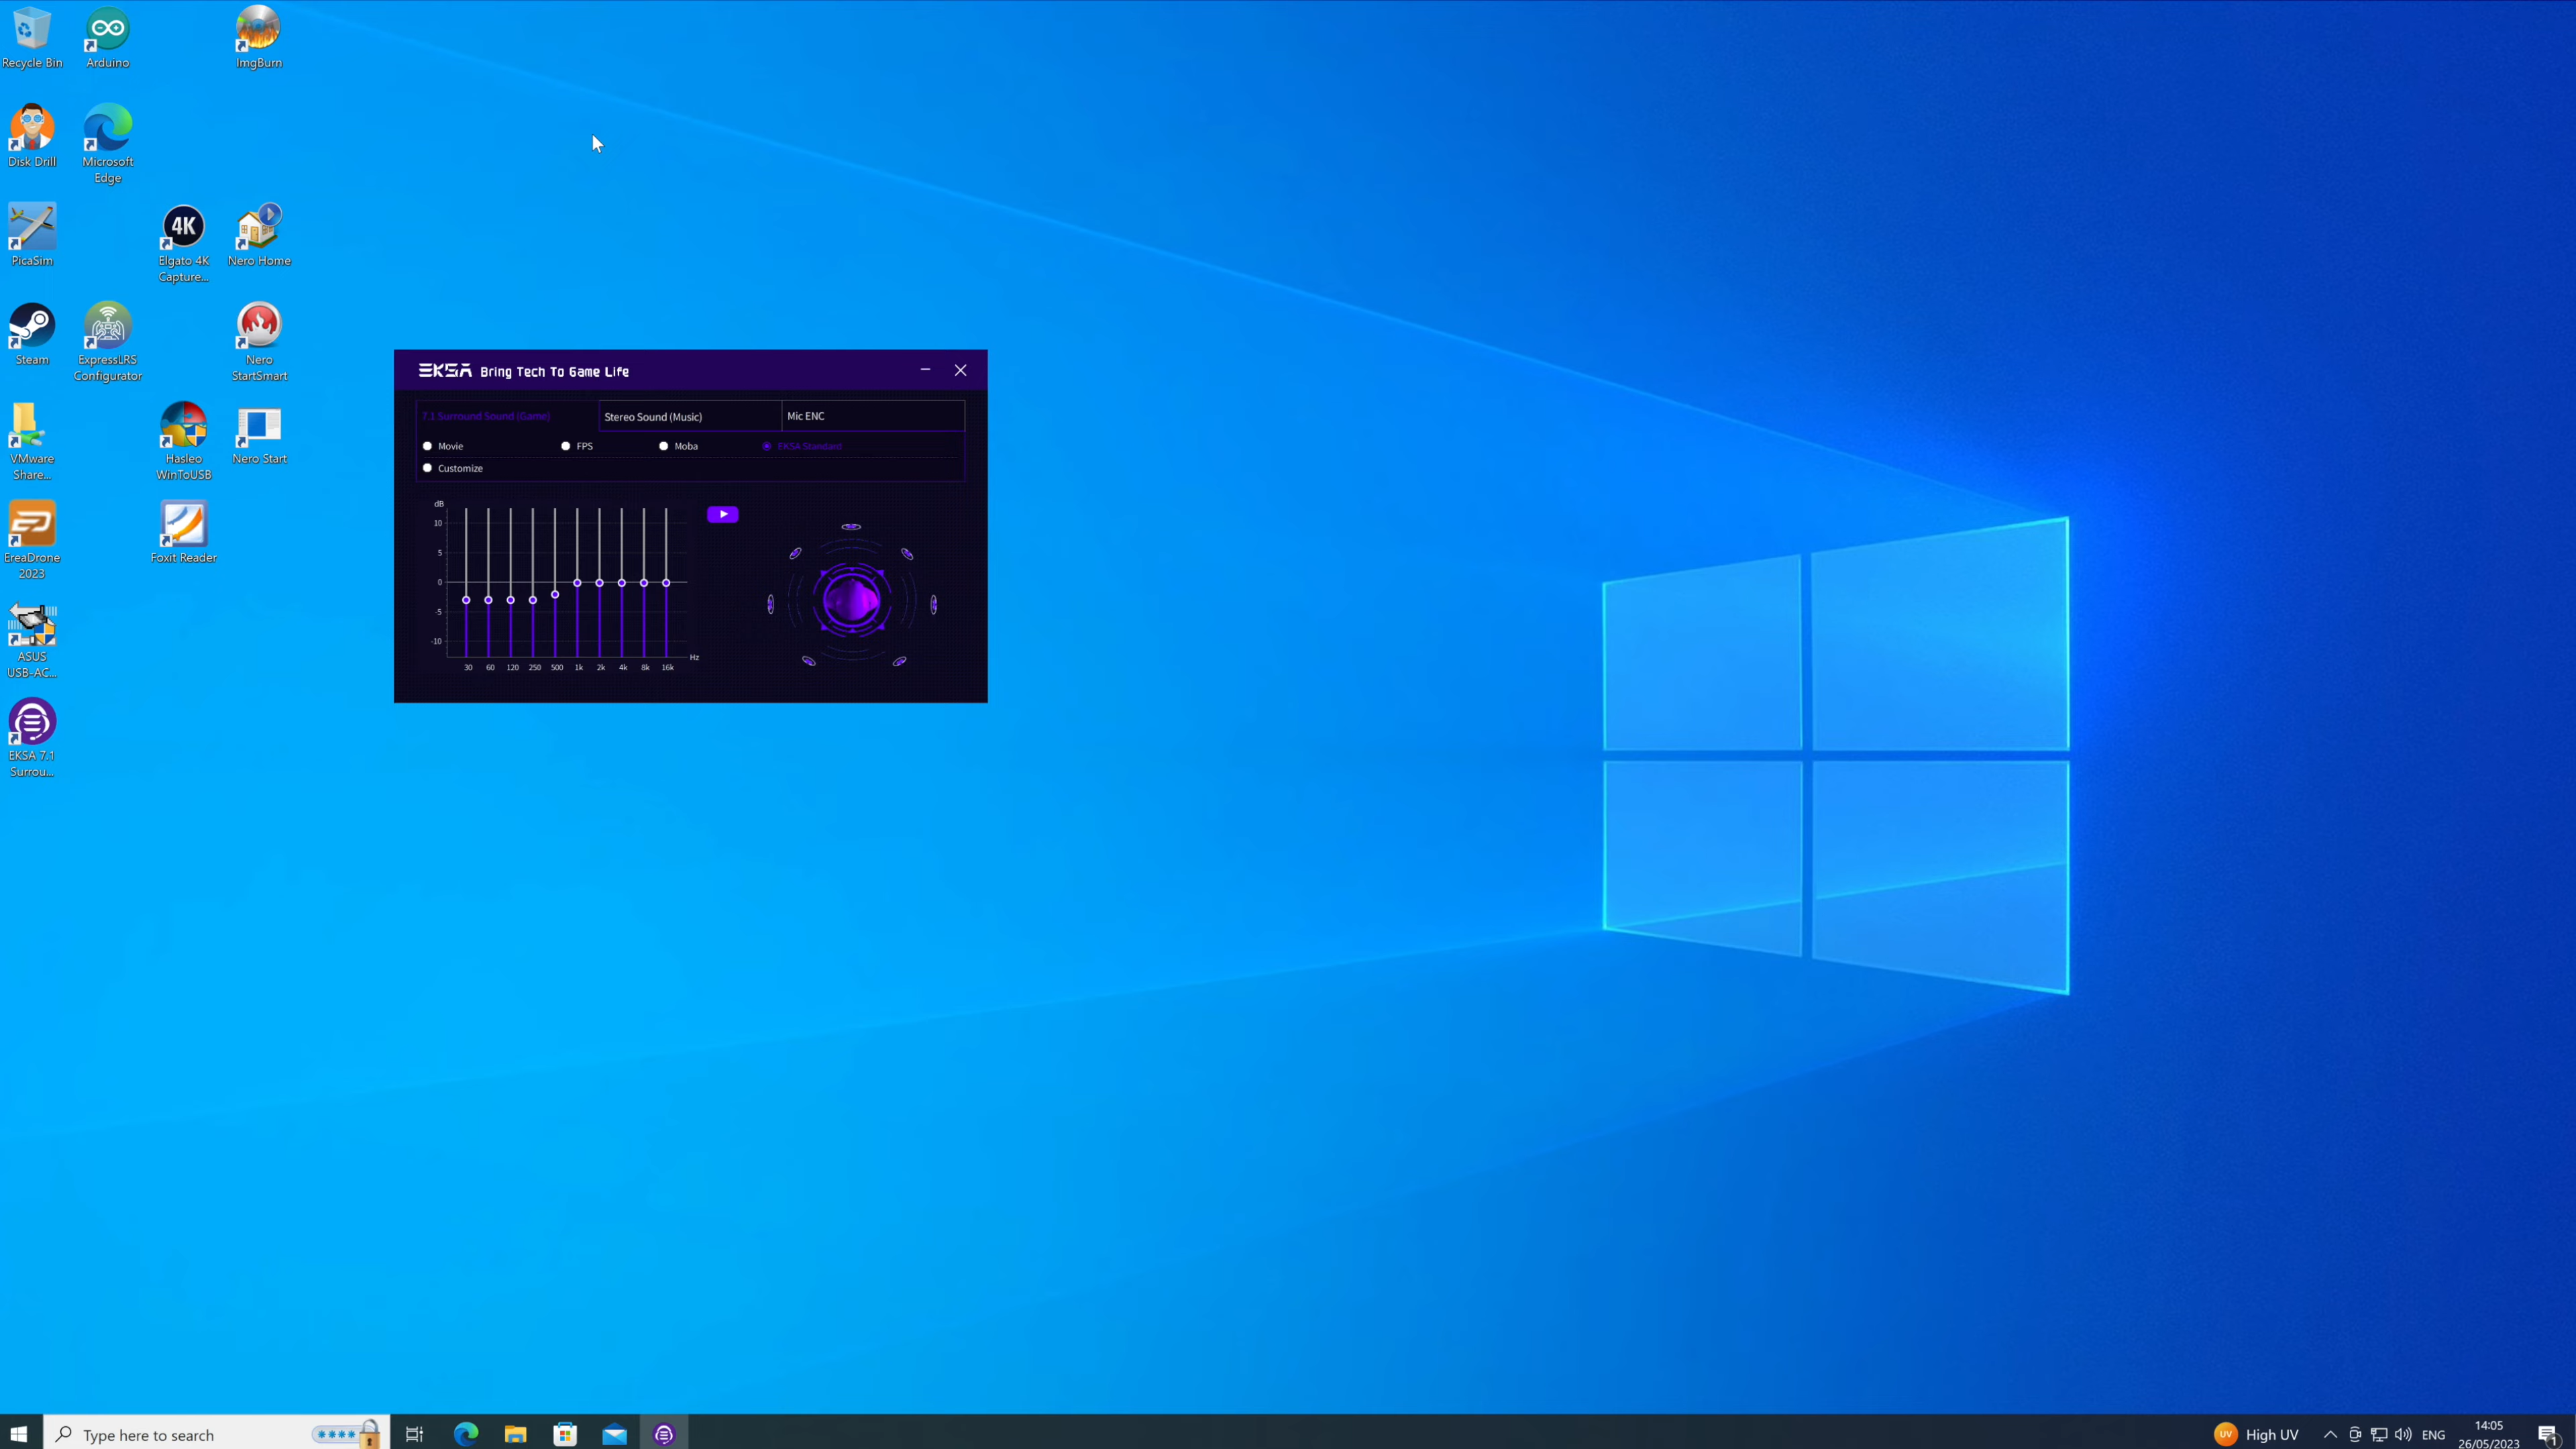 Recycle Bin
Arduino
ImgBurn
Disk Drill
Microsoft
Edge
PicaSim
4K
Elgato 4K
Capture...
Nero Home
Steam
ExpressLRS
Configurator
Nero
StartSmart
VMware
Share...
Hasleo
WinToUSB
Nero Start
EreaDrone
2023
Foxit Reader
ASUS
USB-AC...
EKSA 7.1
Surrou...
EKSA Bring Tech To Game Life
7.1 Surround Sound (Game)
Stereo Sound (Music)
Mic ENC
Movie
FPS
Moba
EKSA Standard
Customize
dB
10
5
0
-5
-10
Hz
30 60 120 250 500 1k 2k 4k 8k 16k
Type here to search
UV High UV
ENG
14:05
26/05/2023
1